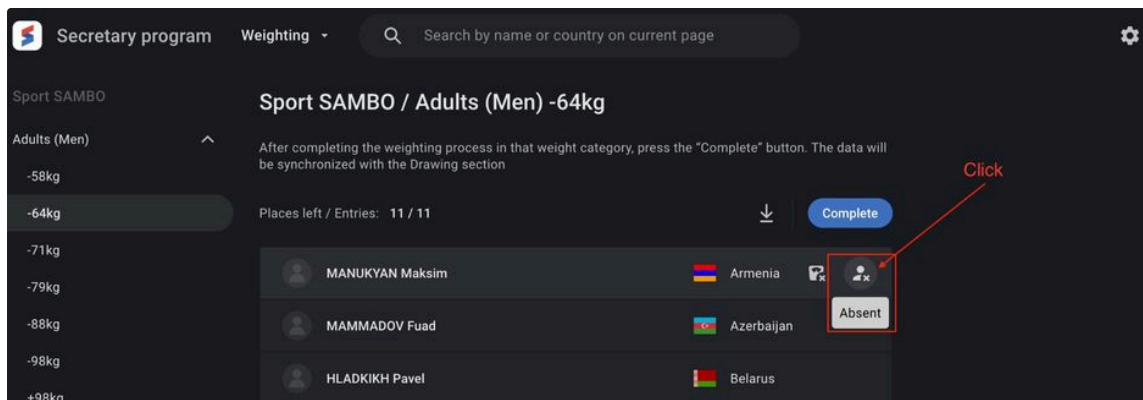 Secretary program
Weighting
Search by name or country on current page
Sport SAMBO
Adults (Men)
-58kg
-64kg
-71kg
-79kg
-88kg
-98kg
+98kg
Sport SAMBO / Adults (Men) -64kg
After completing the weighting process in that weight category, press the “Complete” button. The data will
be synchronized with the Drawing section
Click
Places left / Entries: 11 / 11
Complete
MANUKYAN Maksim
Armenia
Absent
MAMMADOV Fuad
Azerbaijan
HLADKIKH Pavel
Belarus